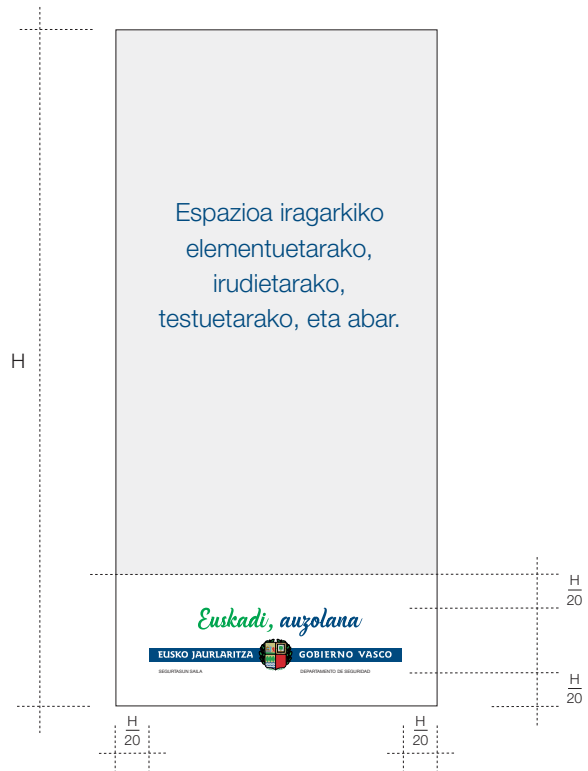 Espazioa iragarkiko
elementuetarako,
irudietarako,
testuetarako, eta abar.
H
H
20
Euskadi, auzolana
EUSKO JAURLARITZA GOBIERNO VASCO
SEGURTASUN SAILA DEPARTAMENTO DE SEGURIDAD
H
20
H
20
H
20